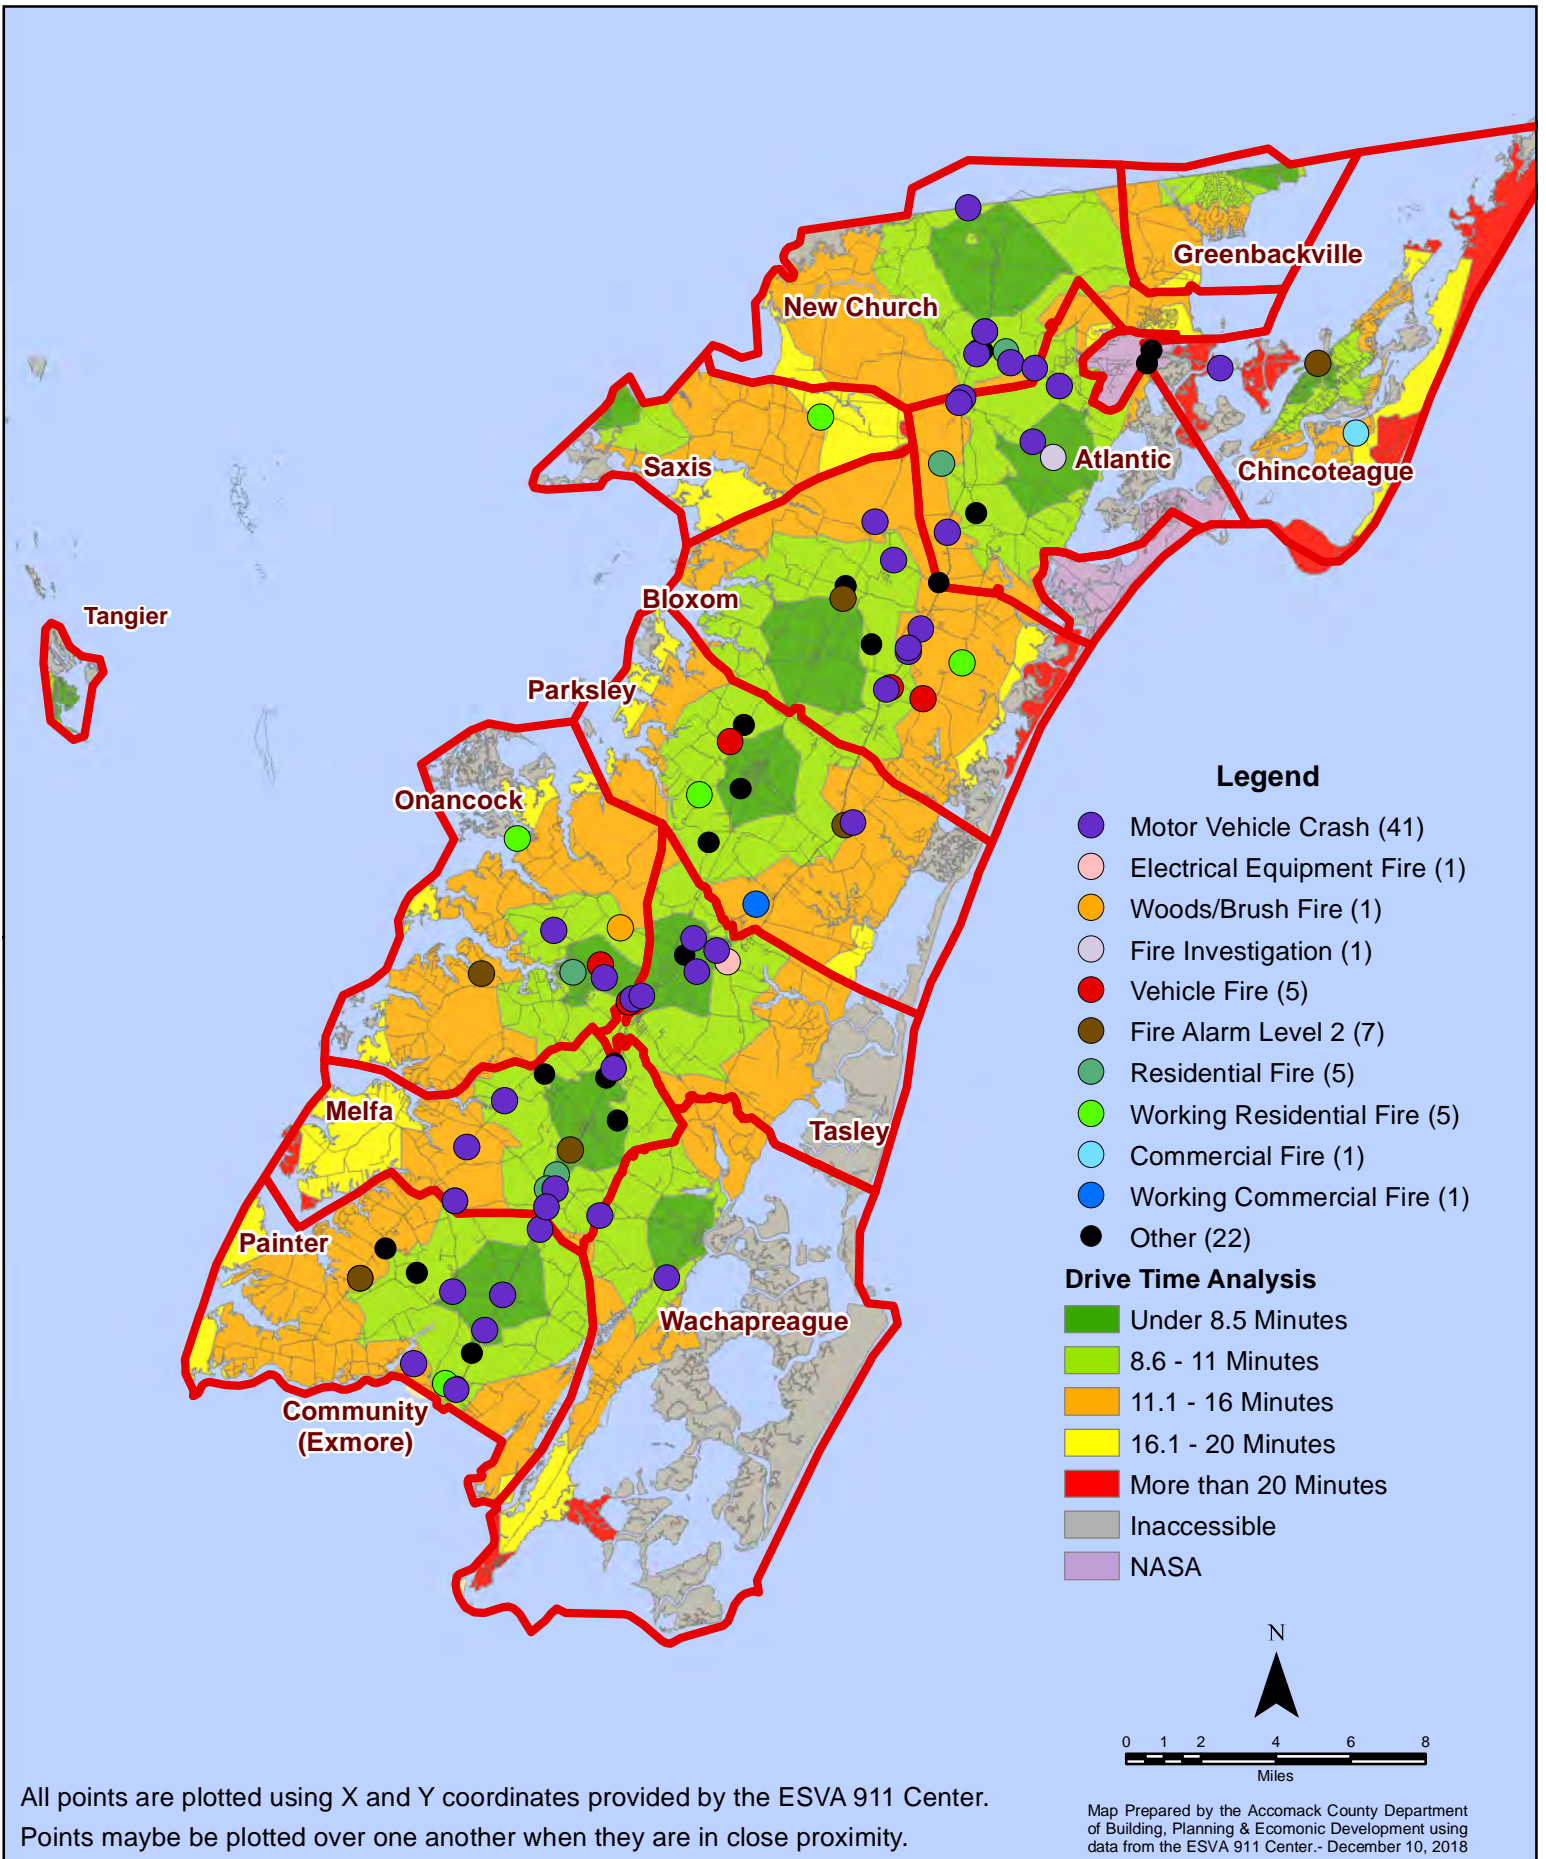 Greenbackville
New Church
Atlantic
Saxis
Chincoteague
Bloxom
Tangier
Parksley
Onancock
Melfa
Tasley
Painter
Wachapreague
Community
(Exmore)
Legend
Motor Vehicle Crash (41)
Electrical Equipment Fire (1)
Woods/Brush Fire (1)
Fire Investigation (1)
Vehicle Fire (5)
Fire Alarm Level 2 (7)
Residential Fire (5)
Working Residential Fire (5)
Commercial Fire (1)
Working Commercial Fire (1)
Other (22)
Drive Time Analysis
Under 8.5 Minutes
8.6 - 11 Minutes
11.1 - 16 Minutes
16.1 - 20 Minutes
More than 20 Minutes
Inaccessible
NASA
N
0 1 2 4 6 8
Miles
All points are plotted using X and Y coordinates provided by the ESVA 911 Center.
Points maybe be plotted over one another when they are in close proximity.
Map Prepared by the Accomack County Department
of Building, Planning & Ecomonic Development using
data from the ESVA 911 Center.- December 10, 2018